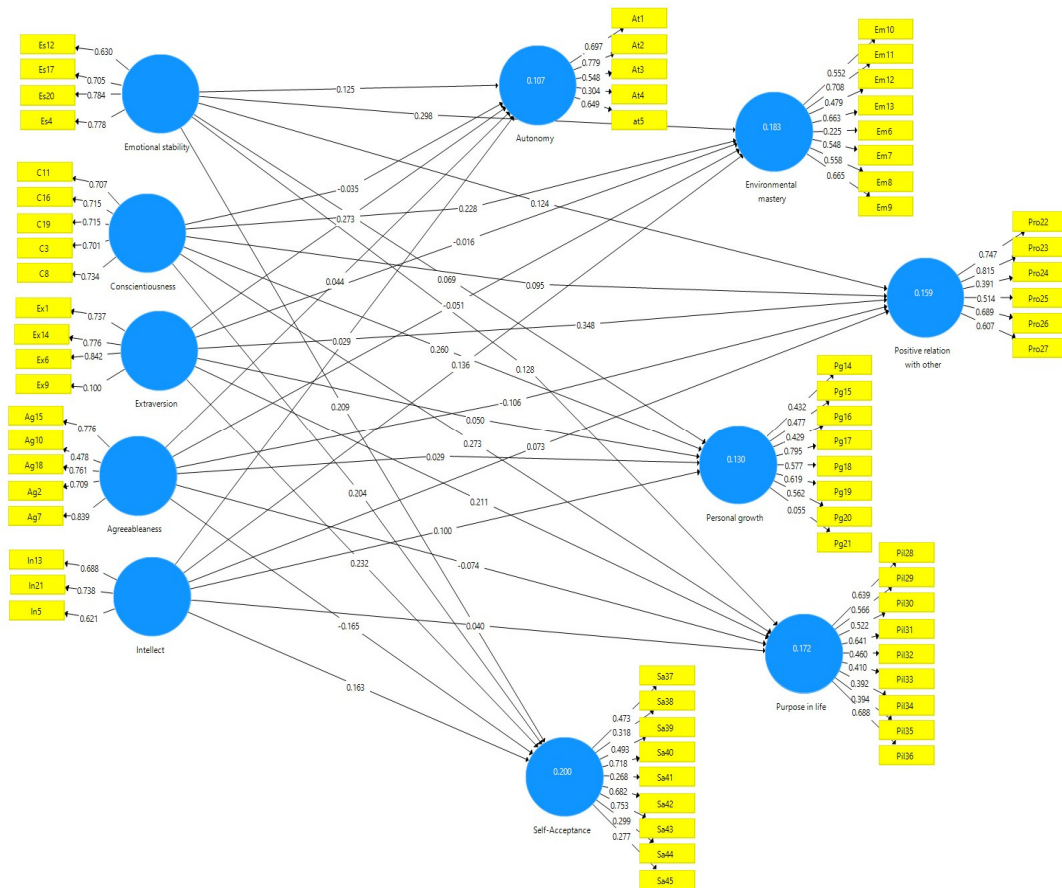 Es12
Es17
Es20
Es4
0.630
0.705
0.784
0.778
Emotional stability
C11
C16
C19
C3
C8
0.707
0.715
0.715
0.701
0.734
Conscientiousness
Ex1
Ex14
Ex6
Ex9
0.737
0.776
0.842
0.100
Extraversion
Ag15
Ag10
Ag18
Ag2
Ag7
0.776
0.478
0.761
0.709
0.839
Agreeableness
In13
In21
In5
0.688
0.738
0.621
Intellect
0.125
0.298
-0.035
0.273
0.228
0.124
-0.016
0.044
0.069
0.095
-0.051
0.029
0.348
0.136
0.260
0.128
0.209
-0.106
0.050
0.273
0.073
0.029
0.204
0.211
0.100
0.232
-0.074
-0.165
0.040
0.163
0.107
Autonomy
0.697
0.779
0.548
0.304
0.649
At1
At2
At3
At4
at5
0.183
Environmental
mastery
0.552
0.708
0.479
0.663
0.225
0.548
0.558
0.665
Em10
Em11
Em12
Em13
Em6
Em7
Em8
Em9
0.159
Positive relation
with other
0.747
0.815
0.391
0.514
0.689
0.607
Pro22
Pro23
Pro24
Pro25
Pro26
Pro27
0.130
Personal growth
0.432
0.477
0.429
0.795
0.577
0.619
0.562
0.055
Pg14
Pg15
Pg16
Pg17
Pg18
Pg19
Pg20
Pg21
0.172
Purpose in life
0.639
0.566
0.522
0.641
0.460
0.410
0.392
0.394
0.688
Pil28
Pil29
Pil30
Pil31
Pil32
Pil33
Pil34
Pil35
Pil36
0.200
Self-Acceptance
0.473
0.318
0.493
0.718
0.268
0.682
0.753
0.299
0.277
Sa37
Sa38
Sa39
Sa40
Sa41
Sa42
Sa43
Sa44
Sa45